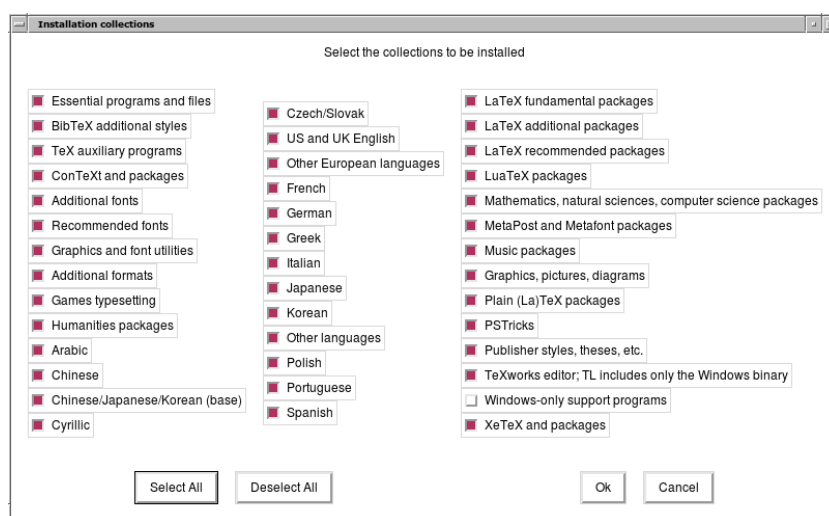 Installation collections
Select the collections to be installed
Essential programs and files
BibTeX additional styles
TeX auxiliary programs
ConTeXt and packages
Additional fonts
Recommended fonts
Graphics and font utilities
Additional formats
Games typesetting
Humanities packages
Arabic
Chinese
Chinese/Japanese/Korean (base)
Cyrillic
Czech/Slovak
US and UK English
Other European languages
French
German
Greek
Italian
Japanese
Korean
Other languages
Polish
Portuguese
Spanish
LaTeX fundamental packages
LaTeX additional packages
LaTeX recommended packages
LuaTeX packages
Mathematics, natural sciences, computer science packages
MetaPost and Metafont packages
Music packages
Graphics, pictures, diagrams
Plain (La)TeX packages
PSTricks
Publisher styles, theses, etc.
TeXworks editor; TL includes only the Windows binary
Windows-only support programs
XeTeX and packages
Select All
Deselect All
Ok
Cancel